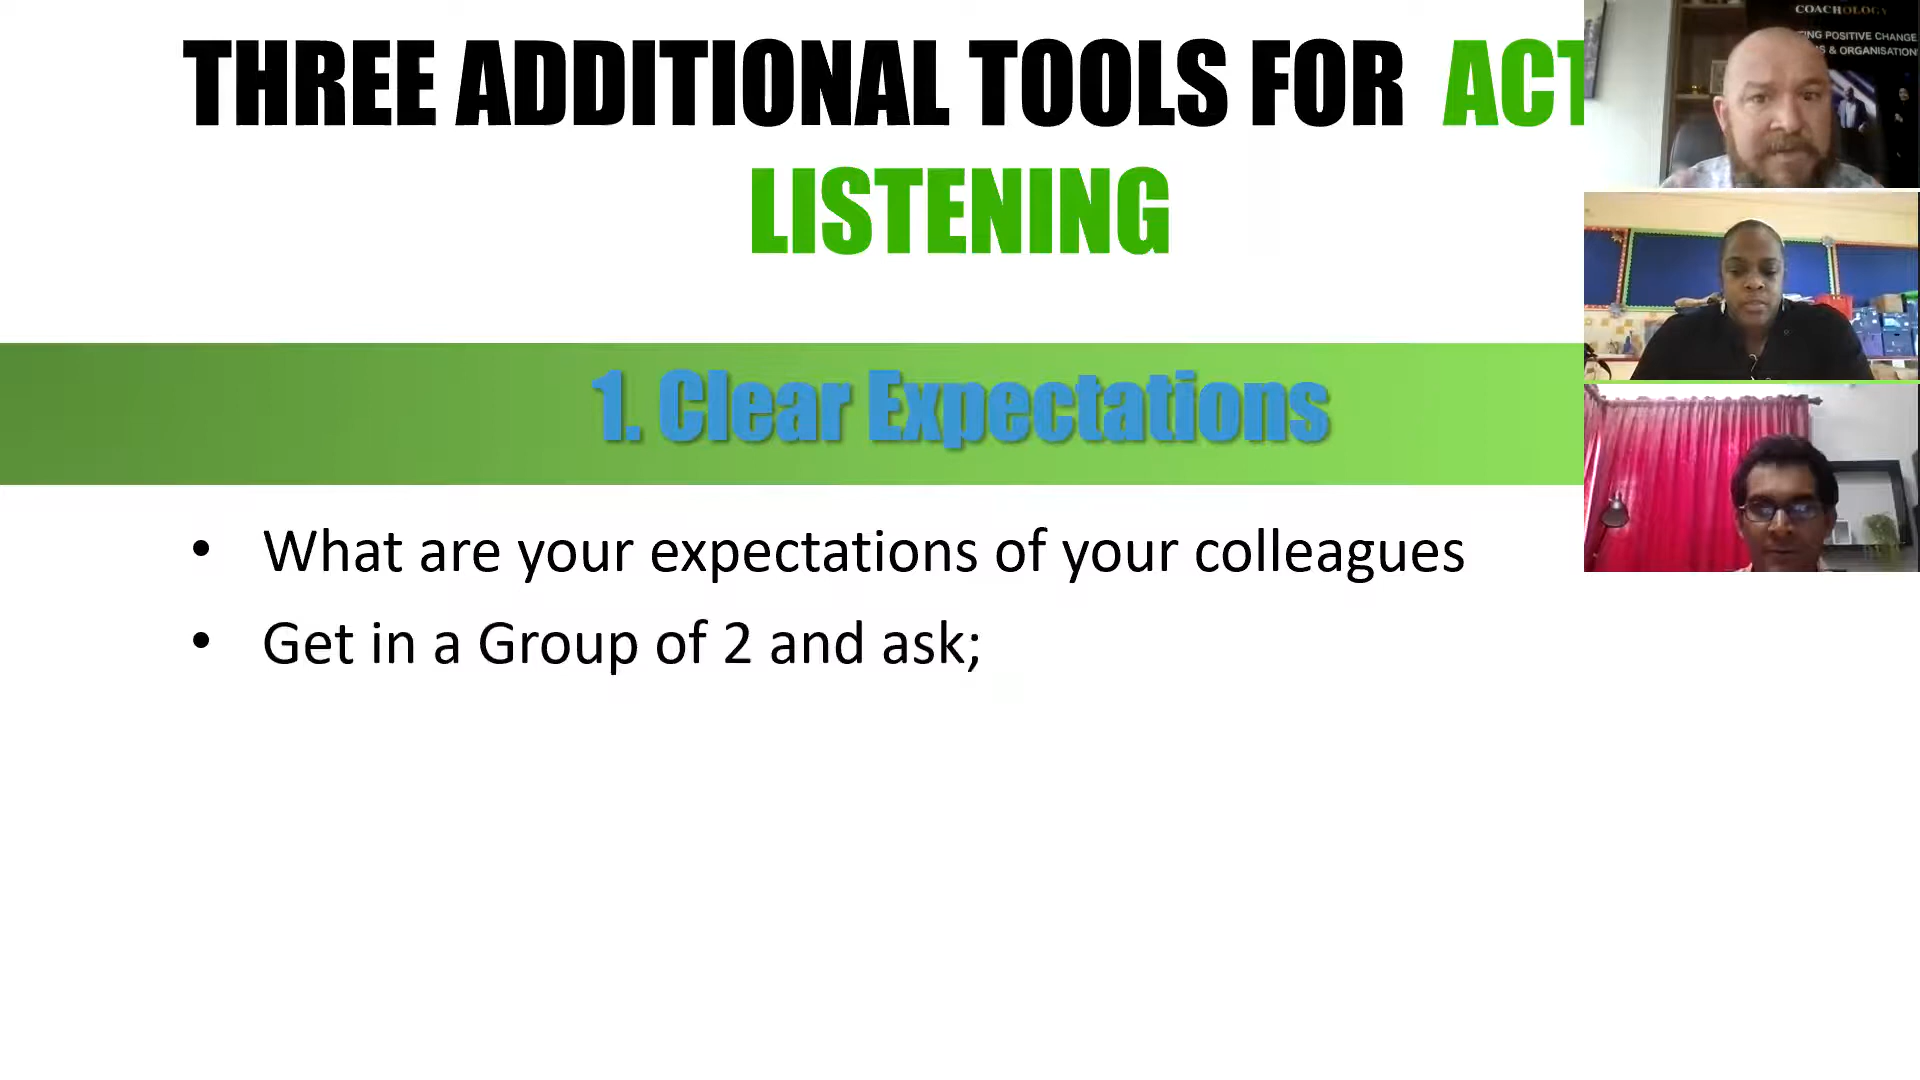 THREE ADDITIONAL TOOLS FOR ACT
LISTENING
1. Clear Expectations
• What are your expectations of your colleagues
• Get in a Group of 2 and ask;
COACHOLOGY
ING POSITIVE CHANGE
& ORGANISATION